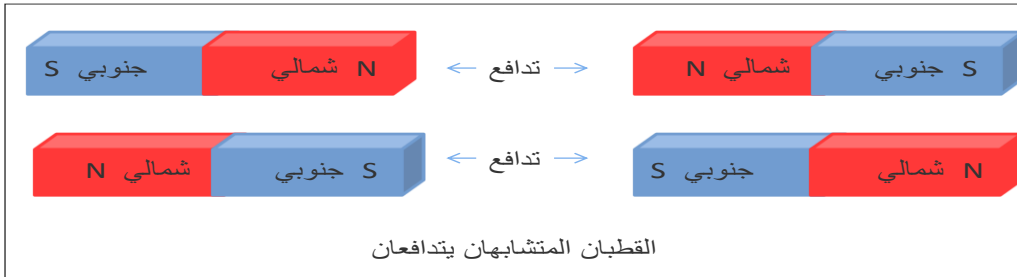 S جنوبي شمالي N ← تدافع → N شمالي جنوبي S
N شمالي جنوبي S ← تدافع → S جنوبي شمالي N
القطبان المتشابهان يتدافعان